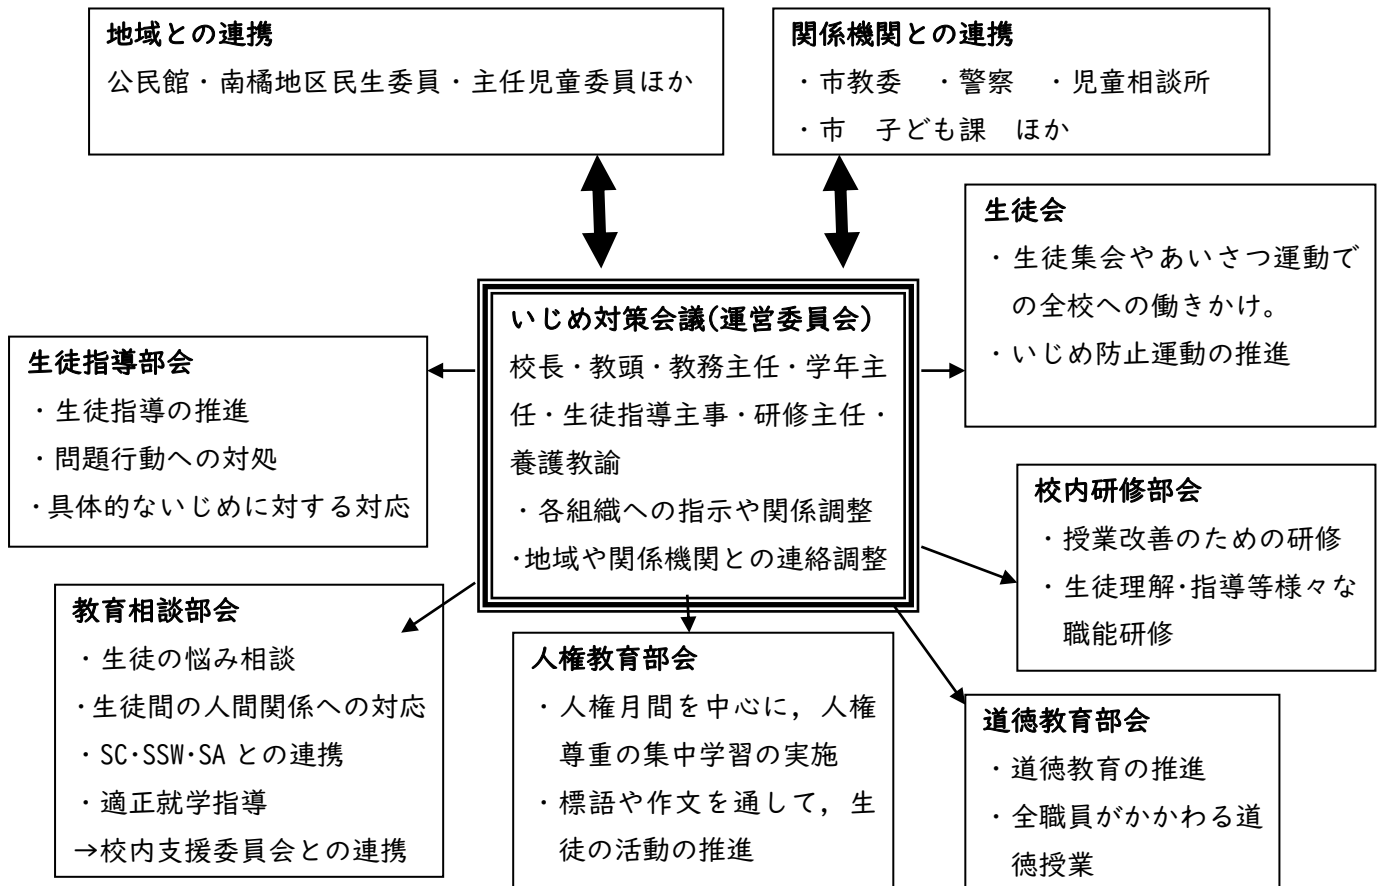 地域との連携
公民館・南橘地区民生委員・主任児童委員ほか
関係機関との連携
・市教委　・警察　・児童相談所
・市　子ども課　ほか
生徒会
・生徒集会やあいさつ運動で
の全校への働きかけ。
・いじめ防止運動の推進
いじめ対策会議(運営委員会)
校長・教頭・教務主任・学年主
任・生徒指導主事・研修主任・
養護教諭
・各組織への指示や関係調整
・地域や関係機関との連絡調整
生徒指導部会
・生徒指導の推進
・問題行動への対処
・具体的ないじめに対する対応
校内研修部会
・授業改善のための研修
・生徒理解・指導等様々な
職能研修
教育相談部会
・生徒の悩み相談
・生徒間の人間関係への対応
・SC・SSW・SAとの連携
・適正就学指導
→校内支援委員会との連携
人権教育部会
・人権月間を中心に，人権
尊重の集中学習の実施
・標語や作文を通して，生
徒の活動の推進
道徳教育部会
・道徳教育の推進
・全職員がかかわる道
徳授業